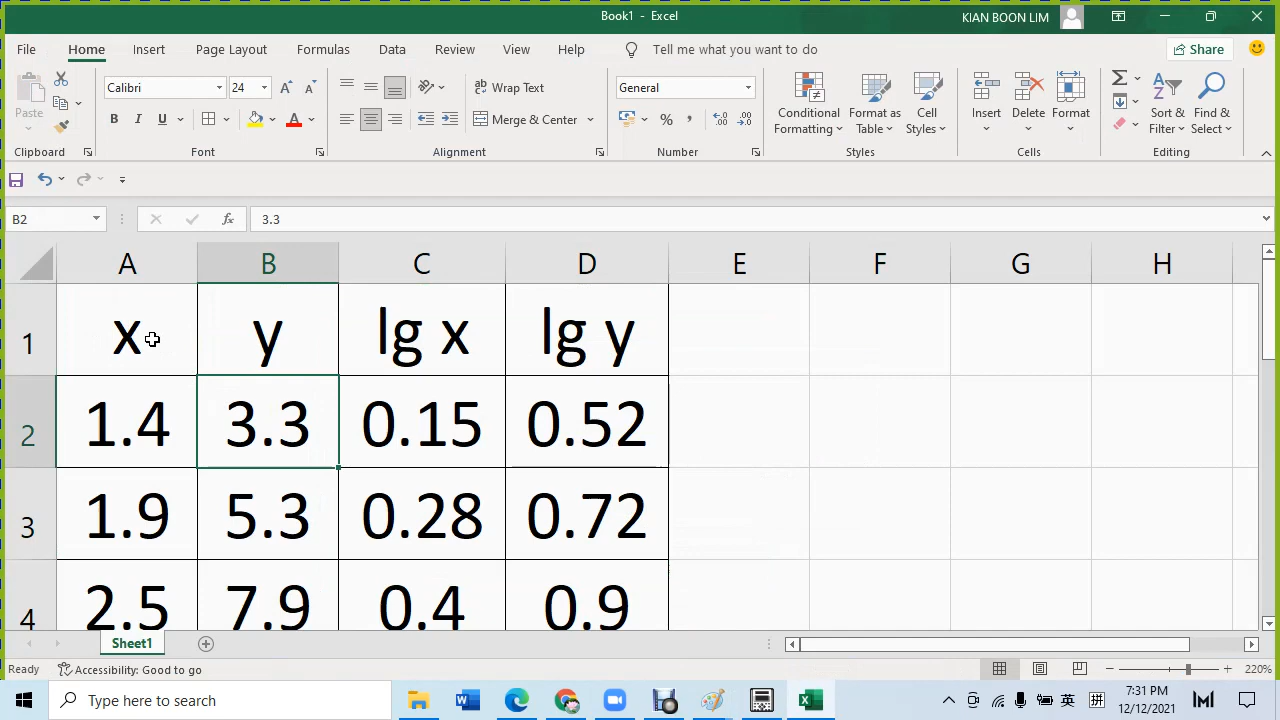 Book1 - Excel
KIAN BOON LIM
File Home Insert Page Layout Formulas Data Review View Help Tell me what you want to do Share
Paste
Calibri 24
B I U A
Wrap Text
Merge & Center
General
% ,
Conditional Formatting
Format as Table
Cell Styles
Insert Delete Format
Sort & Filter
Find & Select
Clipboard Font Alignment Number Styles Cells Editing
B2 fx 3.3
A B C D E F G H
1 x y lg x lg y
2 1.4 3.3 0.15 0.52
3 1.9 5.3 0.28 0.72
4 2.5 7.9 0.4 0.9
Sheet1
Ready Accessibility: Good to go 220%
Type here to search
英 拼
7:31 PM
12/12/2021